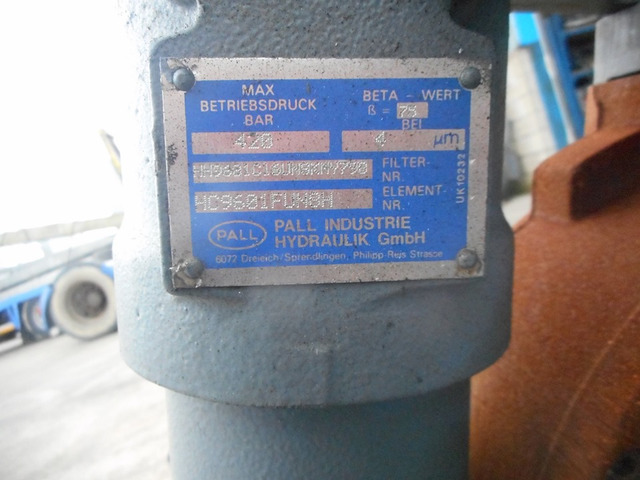 MAX
BETRIEBSDRUCK
BAR
420
BETA - WERT
ß = 75
BEI
4 µm
FILTER-
NR.
HC9601FUM8H
ELEMENT-
NR.
PALL
PALL INDUSTRIE
HYDRAULIK GmbH
6072 Dreieich/Sprendlingen, Philipp Reis Strasse
UK10232